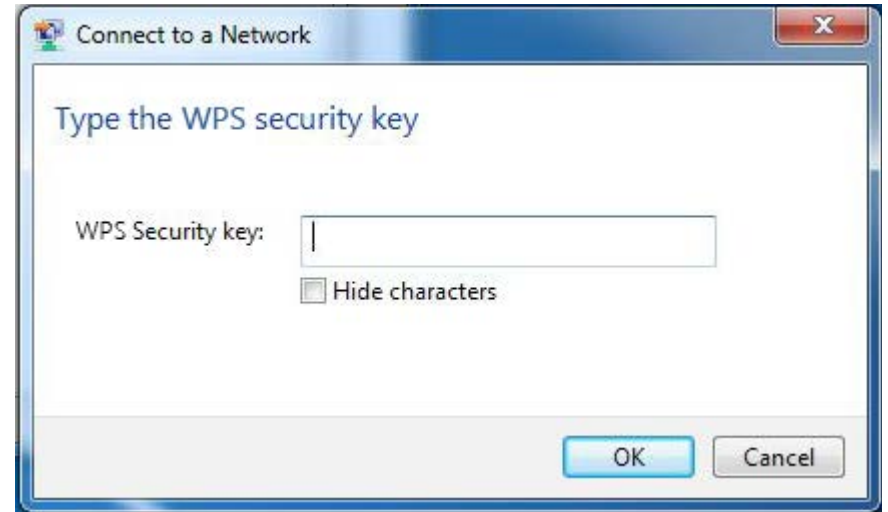 Connect to a Network
Type the WPS security key
WPS Security key:
Hide characters
OK Cancel